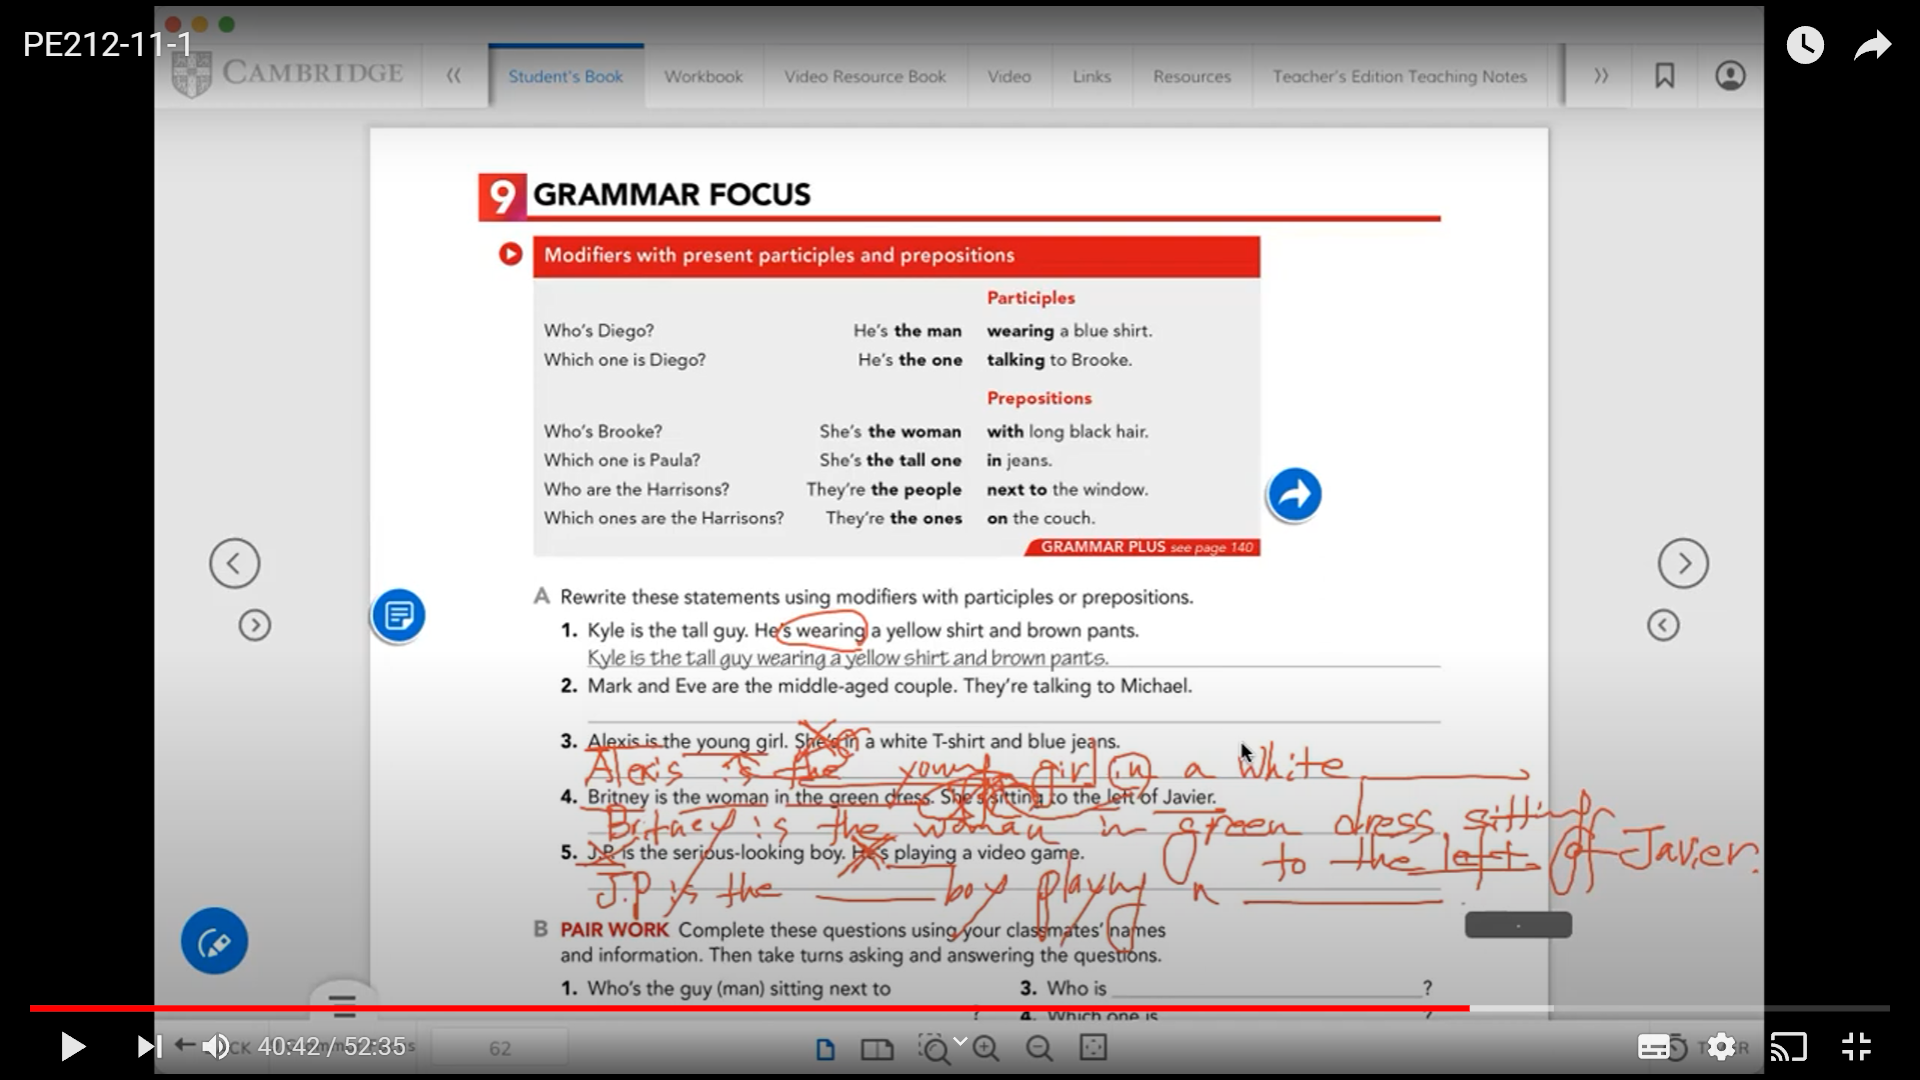 PE212-11-1
CAMBRIDGE
Student's Book
Workbook
Video Resource Book
Video
Links
Resources
Teacher's Edition Teaching Notes
9 GRAMMAR FOCUS
Modifiers with present participles and prepositions
Participles
Who's Diego? He's the man wearing a blue shirt.
Which one is Diego? He's the one talking to Brooke.
Prepositions
Who's Brooke? She's the woman with long black hair.
Which one is Paula? She's the tall one in jeans.
Who are the Harrisons? They're the people next to the window.
Which ones are the Harrisons? They're the ones on the couch.
GRAMMAR PLUS see page 140
A Rewrite these statements using modifiers with participles or prepositions.
1. Kyle is the tall guy. He's wearing a yellow shirt and brown pants.
Kyle is the tall guy wearing a yellow shirt and brown pants.
2. Mark and Eve are the middle-aged couple. They're talking to Michael.
3. Alexis is the young girl. She's in a white T-shirt and blue jeans.
Alexis is the young girl in a white
4. Britney is the woman in the green dress. She's sitting to the left of Javier.
Britney is the woman in green dress sitting
to the left of Javier.
5. J.P. is the serious-looking boy. He's playing a video game.
J.P is the boy playing
B PAIR WORK Complete these questions using your classmates' names
and information. Then take turns asking and answering the questions.
1. Who's the guy (man) sitting next to
3. Who is ?
4. Which one is
40:42 / 52:35
62